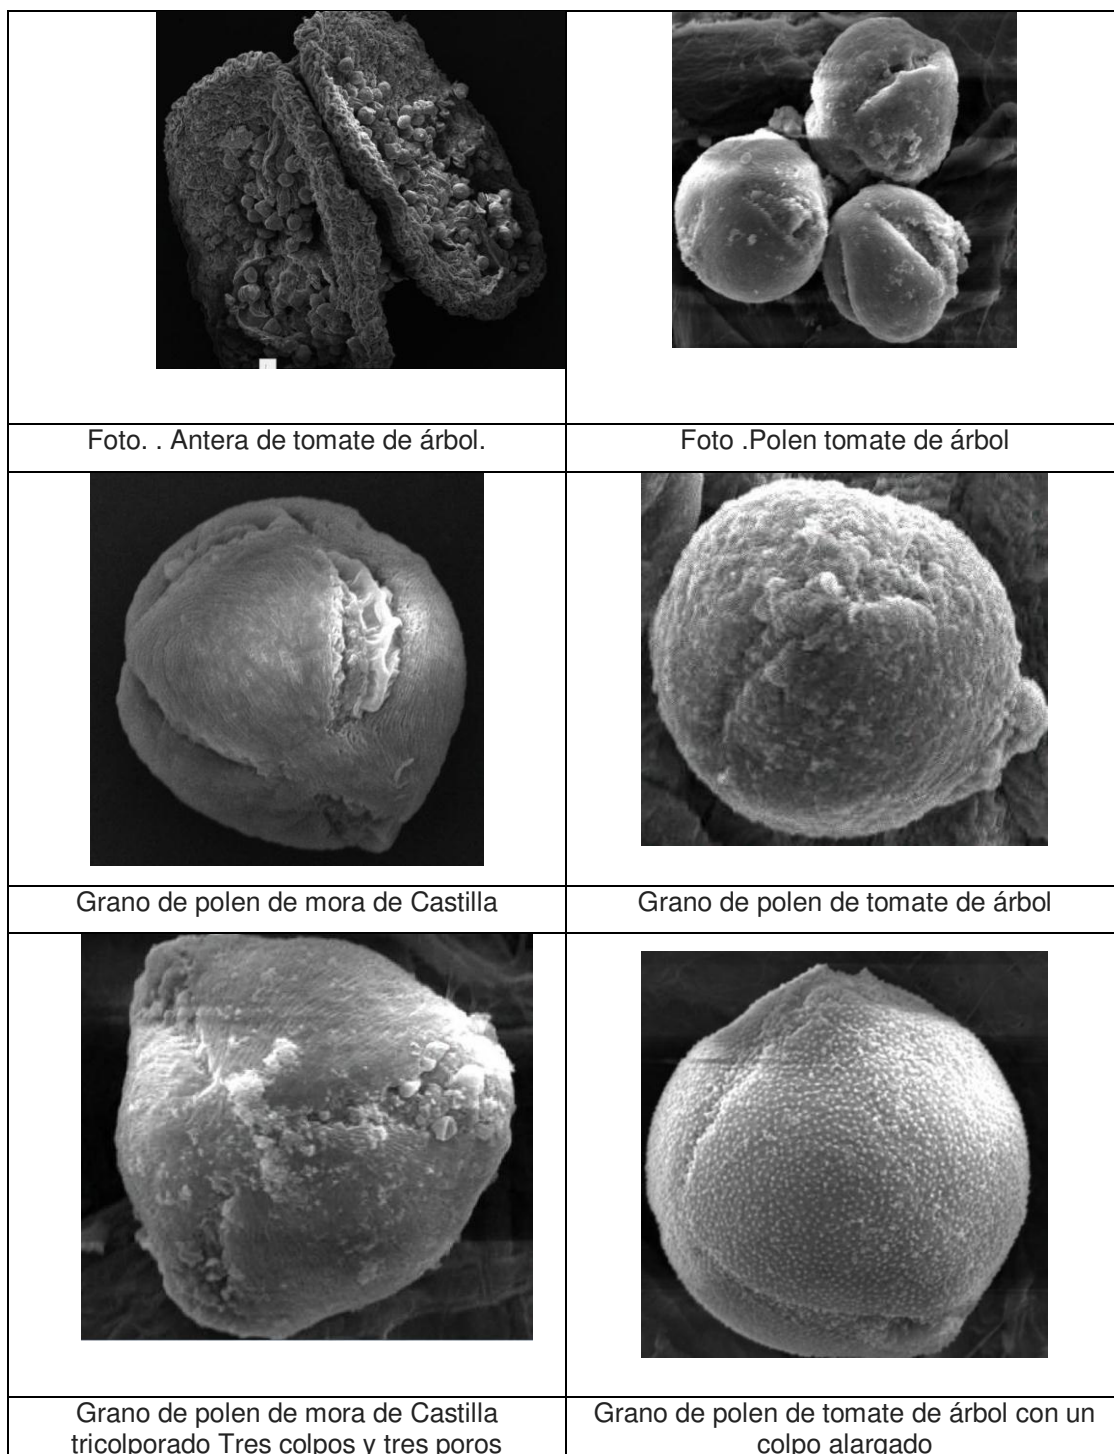 Foto. . Antera de tomate de árbol.
Foto .Polen tomate de árbol
Grano de polen de mora de Castilla
Grano de polen de tomate de árbol
Grano de polen de mora de Castilla
tricolporado Tres colpos y tres poros
Grano de polen de tomate de árbol con un
colpo alargado